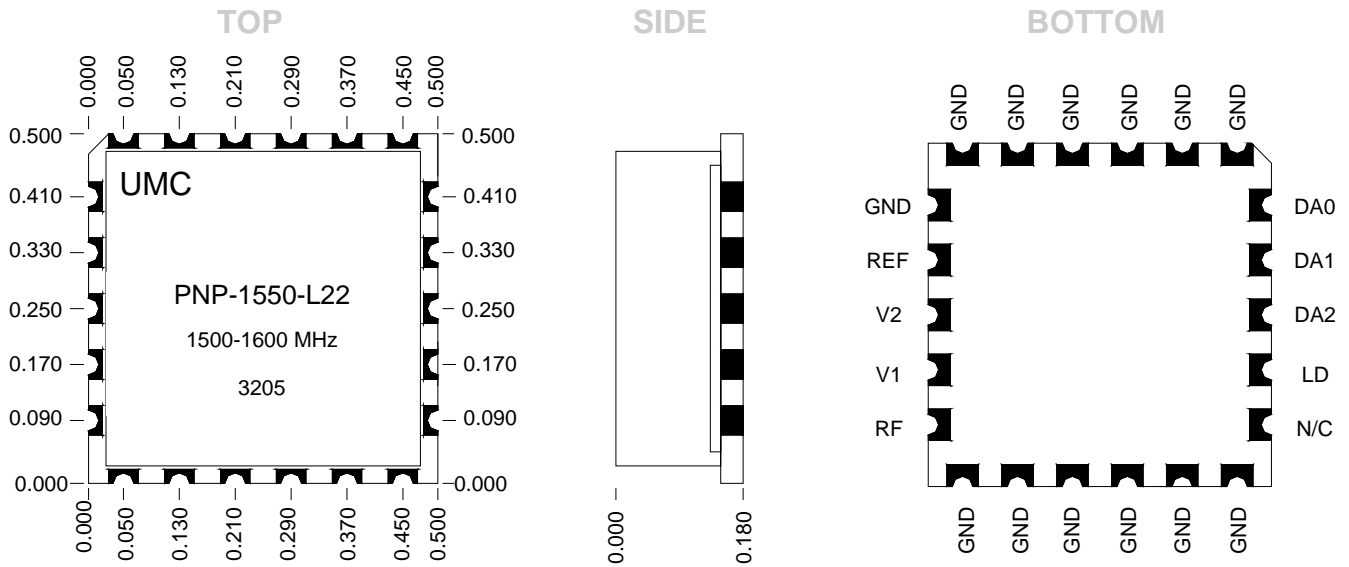 TOP
SIDE
BOTTOM
0.000
0.050
0.130
0.210
0.290
0.370
0.450
0.500
0.500
0.410
0.330
0.250
0.170
0.090
0.000
UMC
PNP-1550-L22
1500-1600 MHz
3205
0.500
0.410
0.330
0.250
0.170
0.090
0.000
0.000
0.050
0.130
0.210
0.290
0.370
0.450
0.500
0.000
0.180
GND
GND
GND
GND
GND
GND
GND
REF
V2
V1
RF
DA0
DA1
DA2
LD
N/C
GND
GND
GND
GND
GND
GND